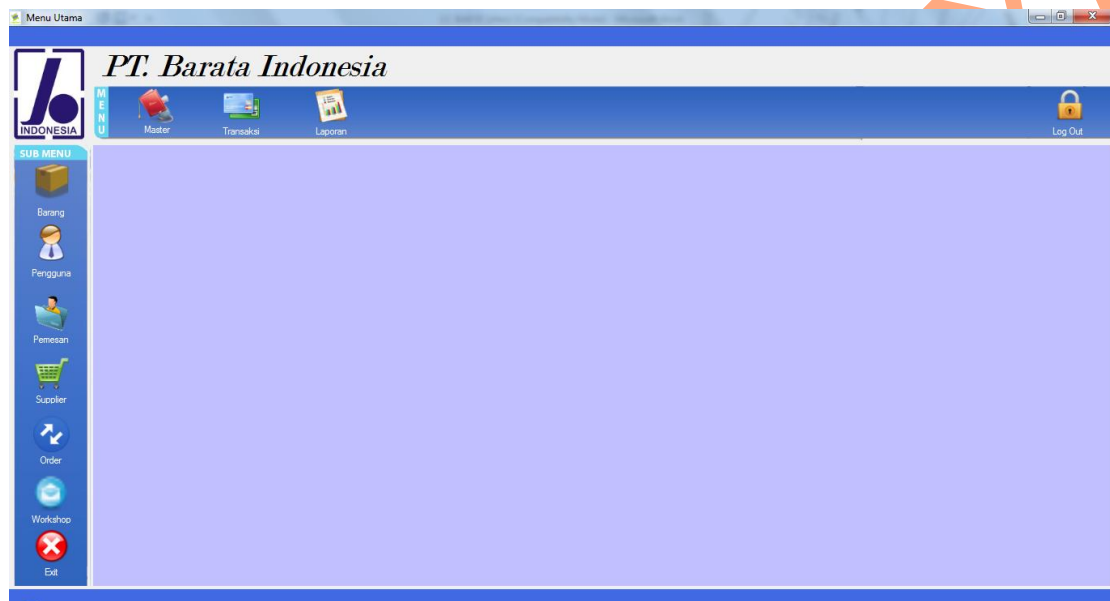 Menu Utama
INDONESIA
PT. Barata Indonesia
MENU
Master
Transaksi
Laporan
Log Out
SUB MENU
Barang
Pengguna
Pemesan
Supplier
Order
Workshop
Exit